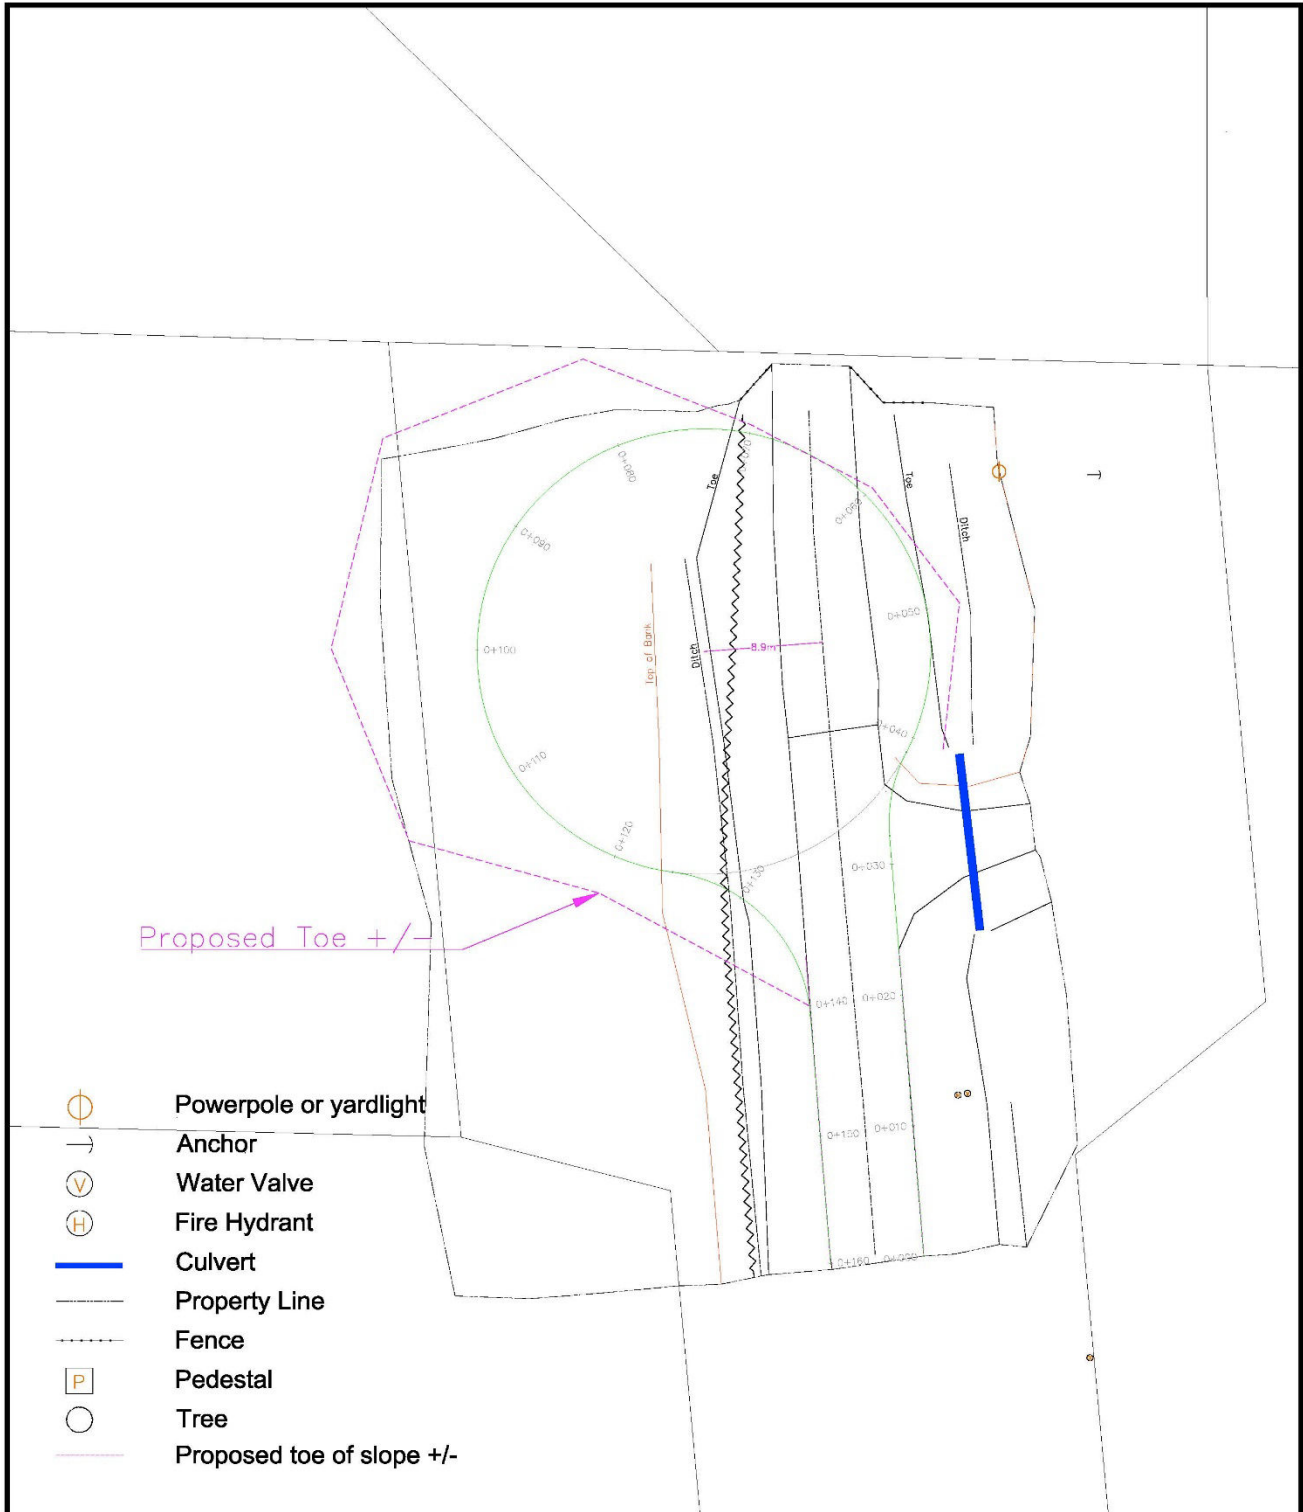 0+080
0+070
Toe
Toe
0+060
0+090
Ditch
0+050
Top of Bank
0+100
Ditch
8.9m
0+040
0+110
0+120
0+030
0+130
Proposed Toe +/-
0+140
0+020
0+150
0+010
0+160
0+000
Powerpole or yardlight
Anchor
V
Water Valve
H
Fire Hydrant
Culvert
Property Line
Fence
P
Pedestal
Tree
Proposed toe of slope +/-